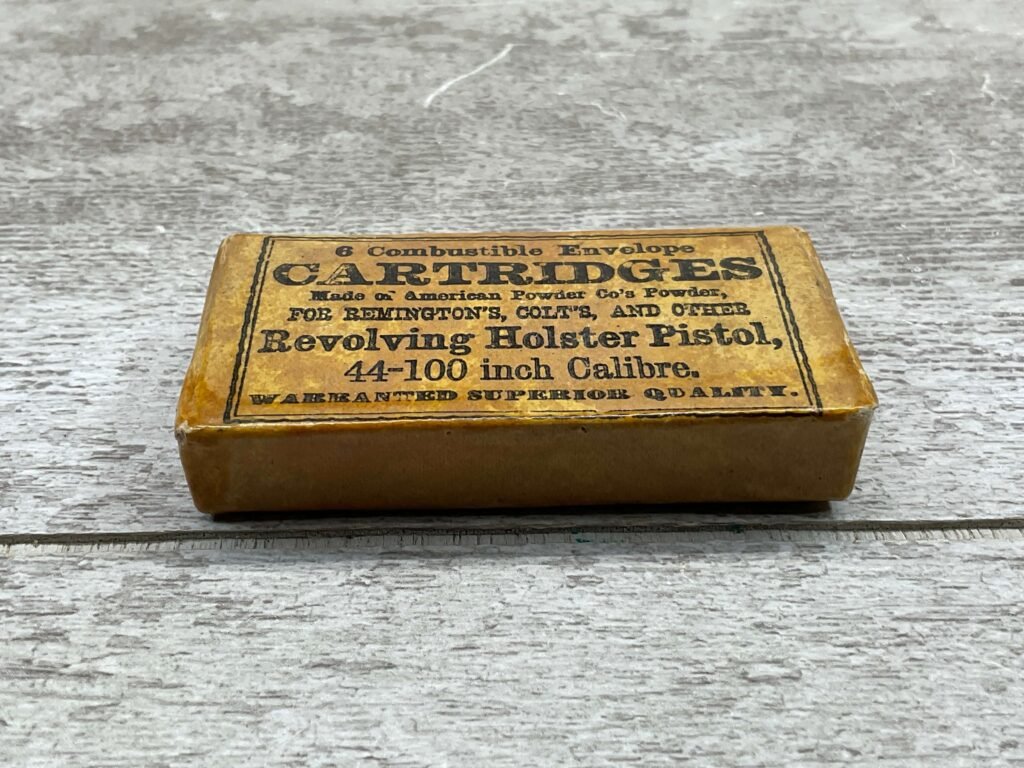 6 Combustible Envelope
CARTRIDGES
Made of American Powder Co's Powder,
FOR REMINGTON'S, COLT'S, AND OTHER
Revolving Holster Pistol,
44-100 inch Calibre.
WARRANTED SUPERIOR QUALITY.